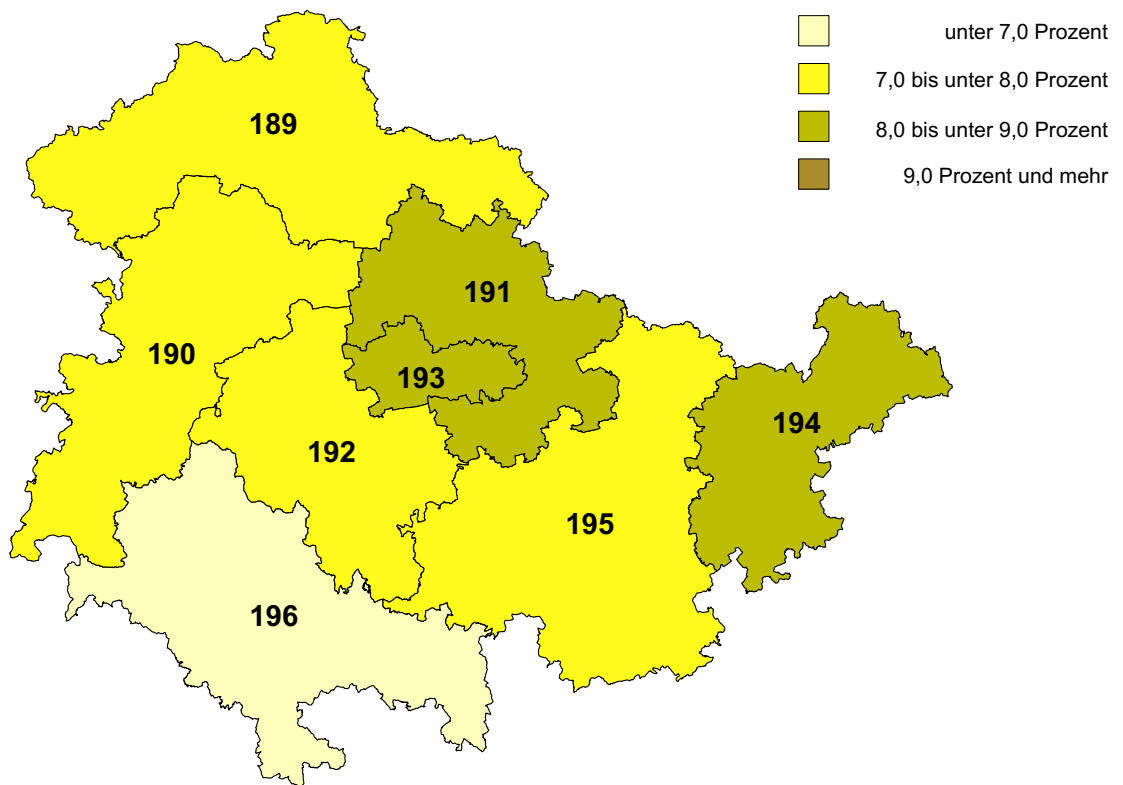 unter 7,0 Prozent
7,0 bis unter 8,0 Prozent
8,0 bis unter 9,0 Prozent
9,0 Prozent und mehr
189
191
190
193
194
192
195
196